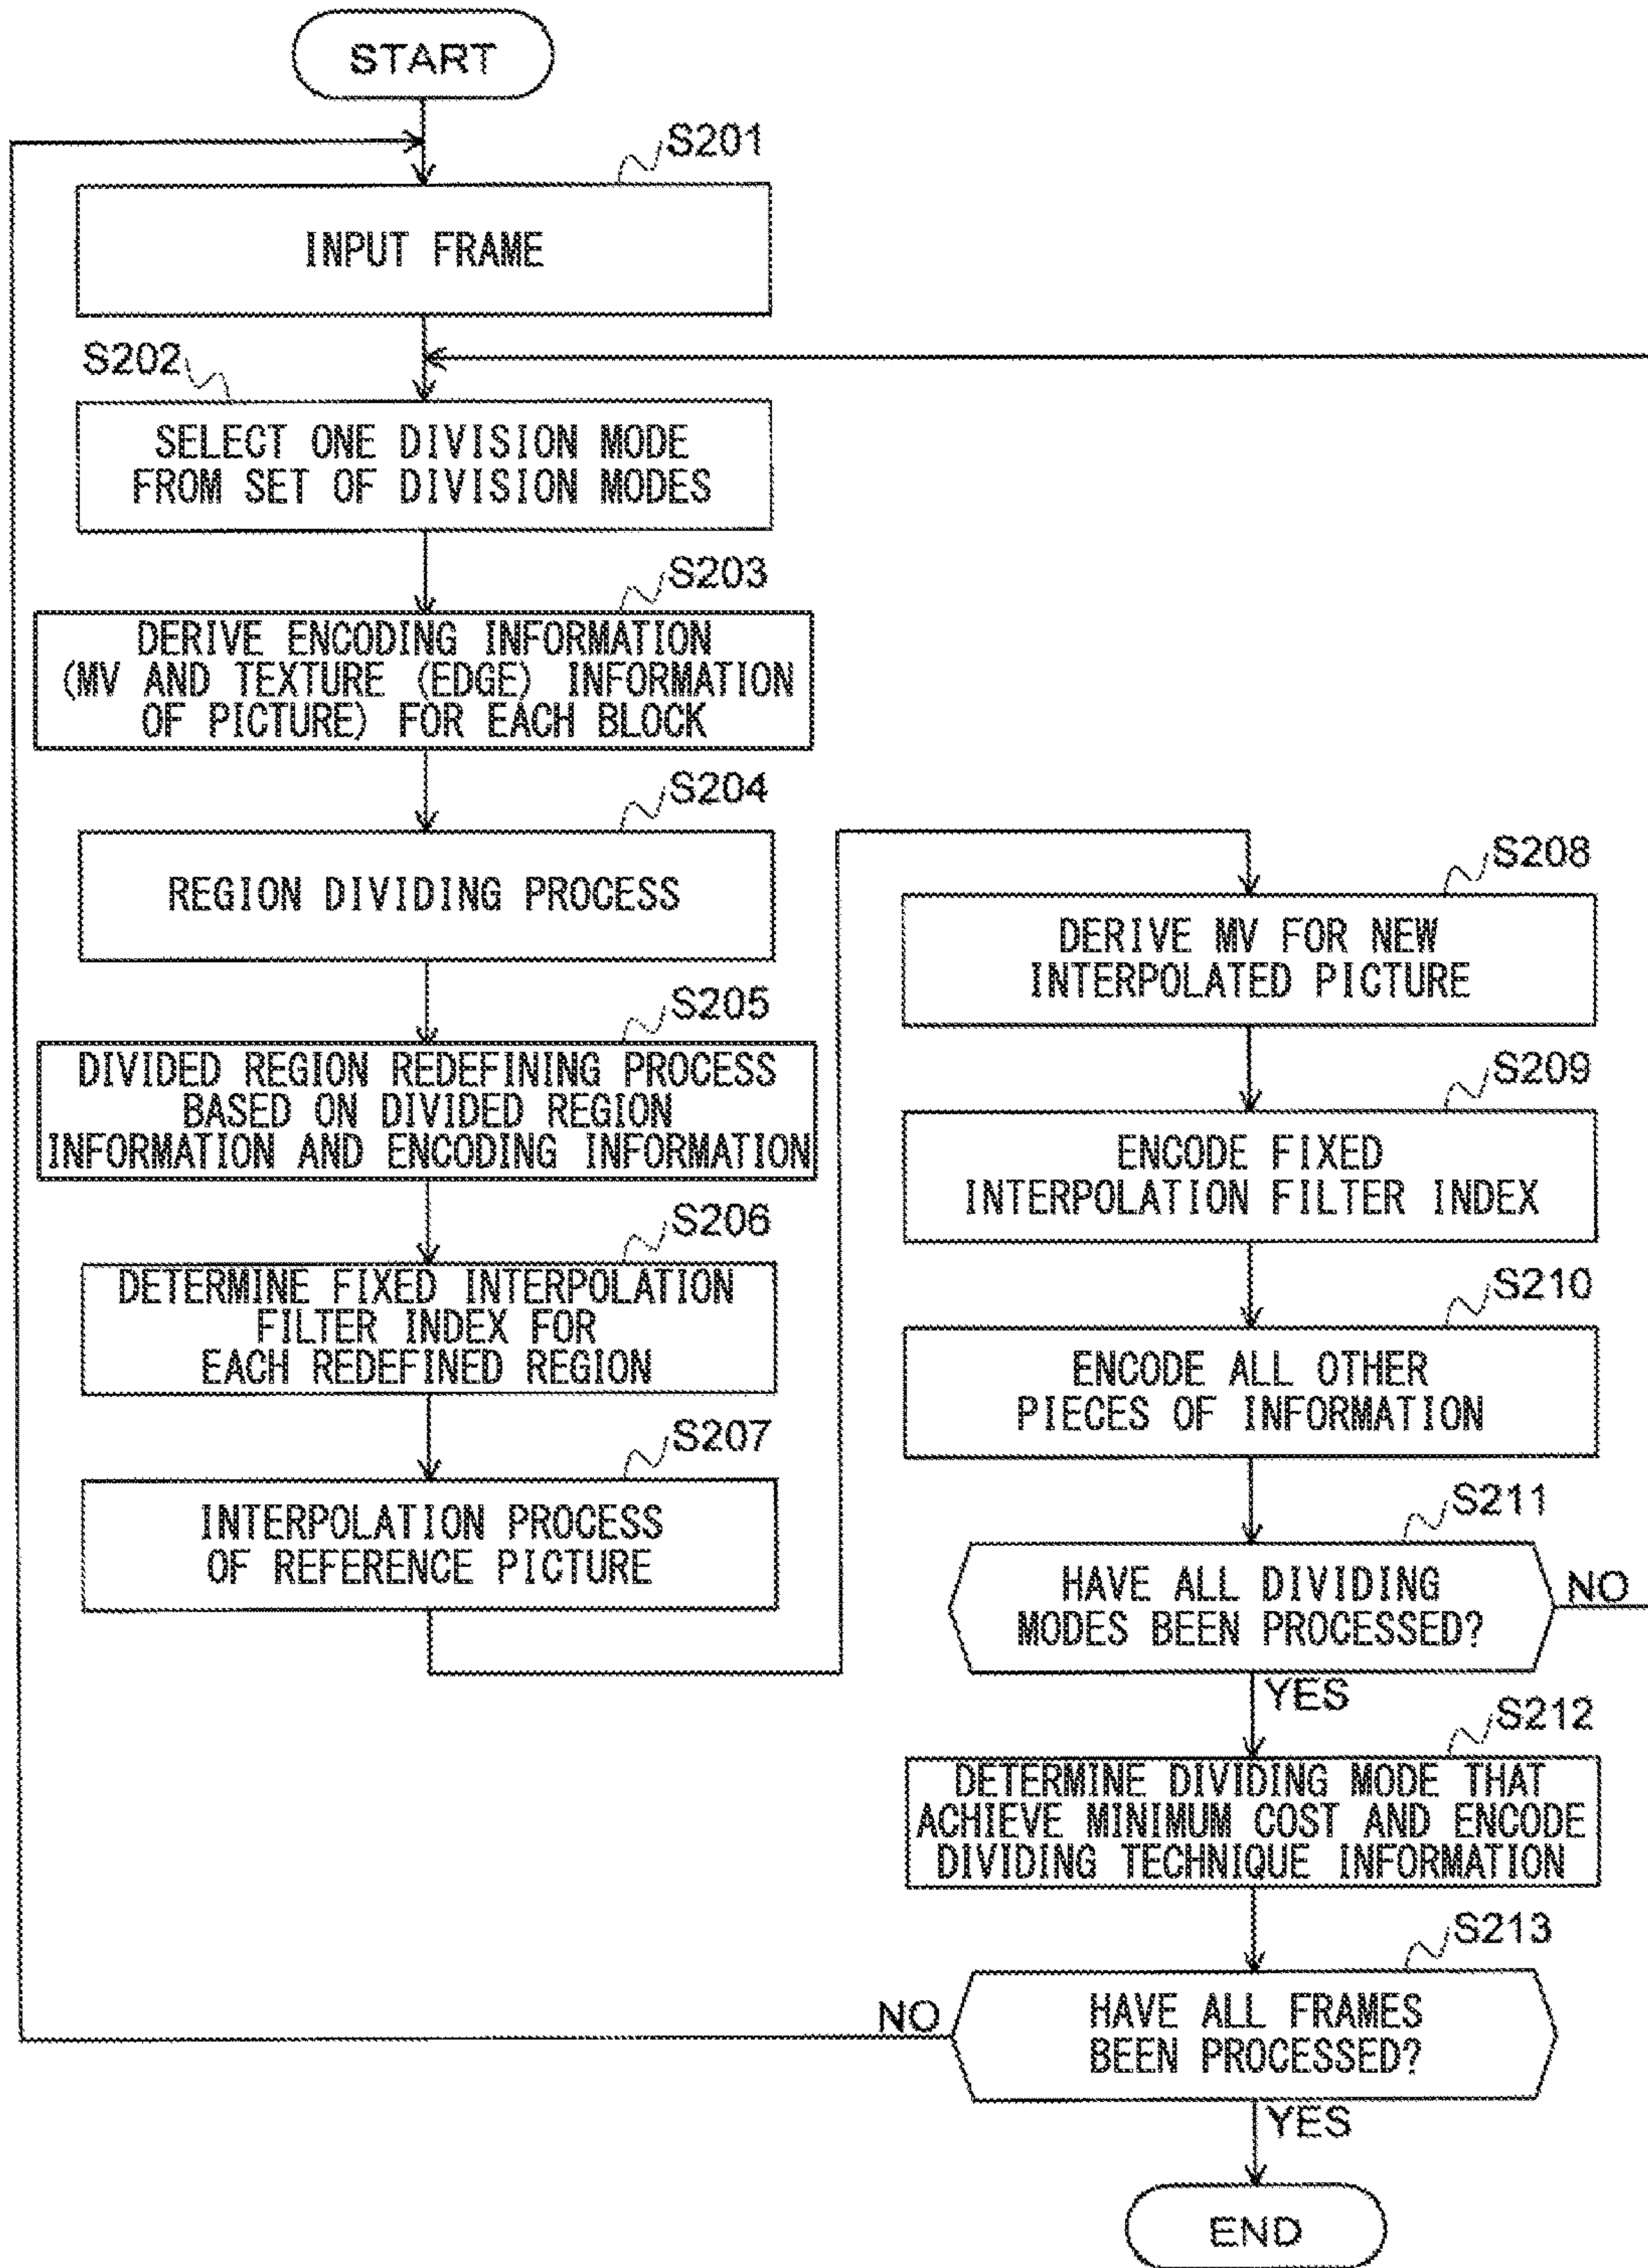 START
S201
INPUT FRAME
S202
SELECT ONE DIVISION MODE
FROM SET OF DIVISION MODES
S203
DERIVE ENCODING INFORMATION
(MV AND TEXTURE (EDGE) INFORMATION
OF PICTURE) FOR EACH BLOCK
S204
REGION DIVIDING PROCESS
S205
DIVIDED REGION REDEFINING PROCESS
BASED ON DIVIDED REGION
INFORMATION AND ENCODING INFORMATION
S206
DETERMINE FIXED INTERPOLATION
FILTER INDEX FOR
EACH REDEFINED REGION
S207
INTERPOLATION PROCESS
OF REFERENCE PICTURE
S208
DERIVE MV FOR NEW
INTERPOLATED PICTURE
S209
ENCODE FIXED
INTERPOLATION FILTER INDEX
S210
ENCODE ALL OTHER
PIECES OF INFORMATION
S211
HAVE ALL DIVIDING
MODES BEEN PROCESSED?
NO
YES
S212
DETERMINE DIVIDING MODE THAT
ACHIEVE MINIMUM COST AND ENCODE
DIVIDING TECHNIQUE INFORMATION
S213
HAVE ALL FRAMES
BEEN PROCESSED?
NO
YES
END